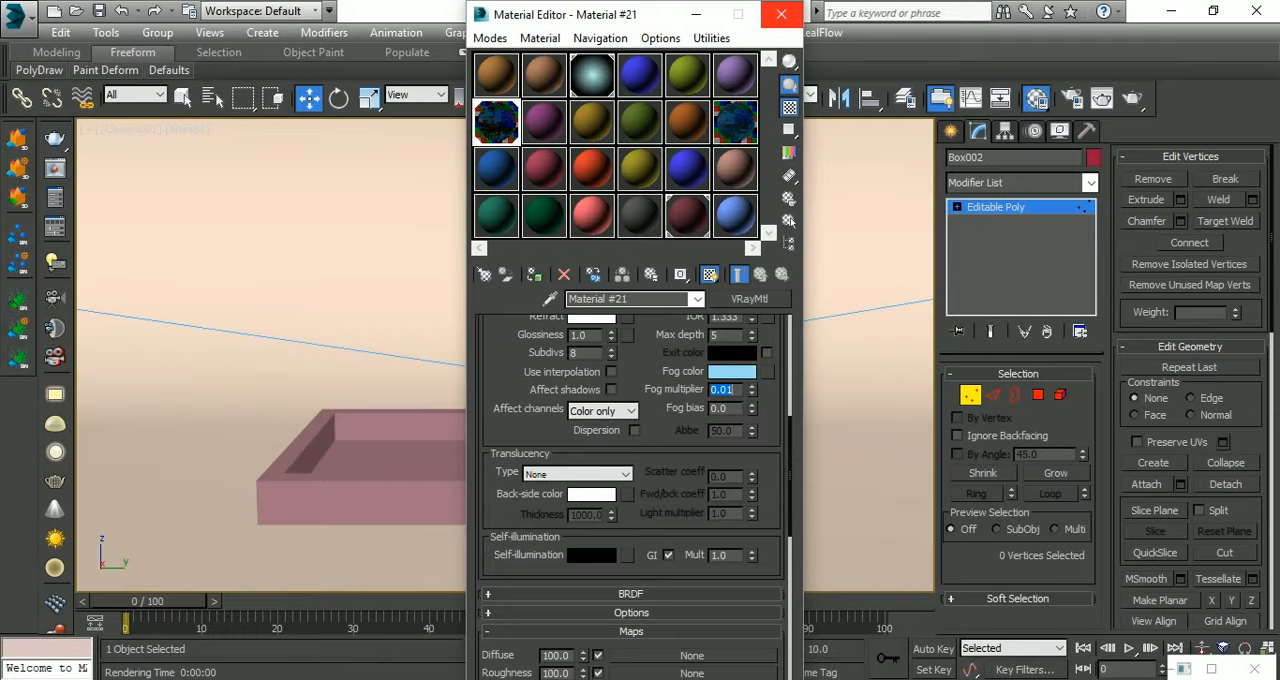 Workspace: Default
Material Editor - Material #21
Type a keyword or phrase
Edit Tools Group Views Create Modifiers Animation
Modes Material Navigation Options Utilities
ealFlow
Modeling Freeform Selection Object Paint Populate
PolyDraw Paint Deform Defaults
All
View
Box002
Modifier List
Editable Poly
Material #21
VRayMtl
Refract
IOR 1.333
Glossiness 1.0
Max depth 5
Subdivs 8
Exit color
Use interpolation
Fog color
Affect shadows
Fog multiplier 0.01
Affect channels Color only
Fog bias 0.0
Dispersion
Abbe 50.0
Translucency
Type None
Scatter coeff 0.0
Back-side color
Fwd/bck coeff 1.0
Thickness 1000.0
Light multiplier 1.0
Self-illumination
Self-illumination
GI
Mult 1.0
BRDF
Options
Maps
Diffuse 100.0 None
Roughness 100.0 None
Selection
By Vertex
Ignore Backfacing
By Angle: 45.0
Shrink Grow
Ring Loop
Preview Selection
Off SubObj Multi
0 Vertices Selected
Soft Selection
Edit Vertices
Remove Break
Extrude Weld
Chamfer Target Weld
Connect
Remove Isolated Vertices
Remove Unused Map Verts
Weight:
Edit Geometry
Repeat Last
Constraints
None Edge
Face Normal
Preserve UVs
Create Collapse
Attach Detach
Slice Plane Split
Slice Reset Plane
QuickSlice Cut
MSmooth Tessellate
Make Planar X Y Z
View Align Grid Align
z
x
y
0 / 100
0 10 20 30 40
90 100
1 Object Selected
10.0
Auto Key Selected
Welcome to M
Rendering Time 0:00:00
me Tag
Set Key Key Filters...
0